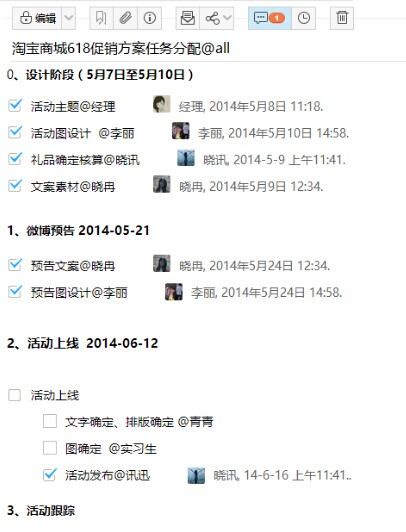 编辑
1
淘宝商城618促销方案任务分配@all
0、设计阶段（5月7日至5月10日）
活动主题@经理 经理, 2014年5月8日 11:18.
活动图设计 @李丽 李丽, 2014年5月10日 14:58.
礼品确定核算@晓讯 晓讯, 2014-5-9 上午11:41.
文案素材@晓冉 晓冉, 2014年5月9日 12:34.
1、微博预告 2014-05-21
预告文案@晓冉 晓冉, 2014年5月24日 12:34.
预告图设计@李丽 李丽, 2014年5月24日 14:58.
2、活动上线 2014-06-12
活动上线
文字确定、排版确定 @青青
图确定 @实习生
活动发布@讯迅 晓讯, 14-6-16 上午11:41..
3、活动跟踪